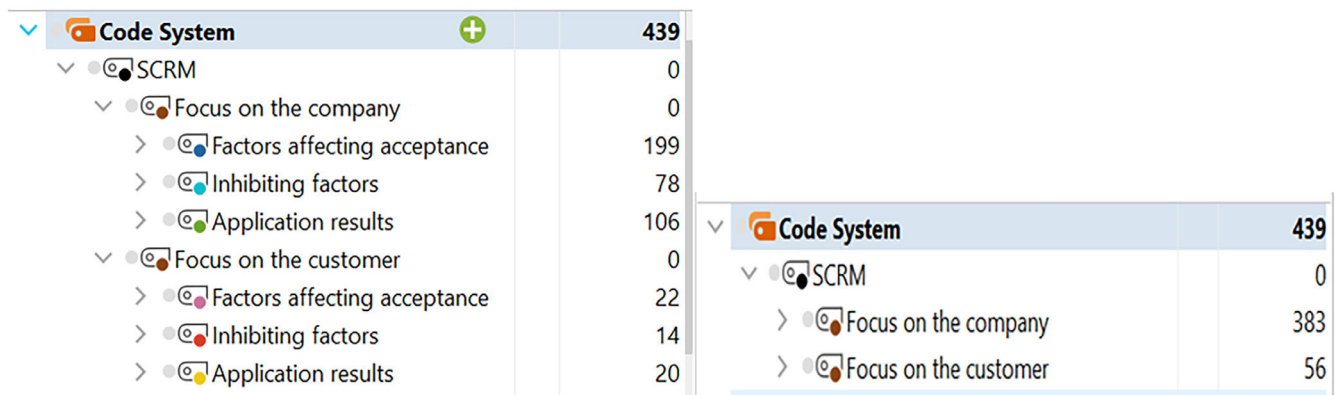 Code System 439
SCRM 0
Focus on the company 0
Factors affecting acceptance 199
Inhibiting factors 78
Application results 106
Focus on the customer 0
Factors affecting acceptance 22
Inhibiting factors 14
Application results 20
Code System 439
SCRM 0
Focus on the company 383
Focus on the customer 56